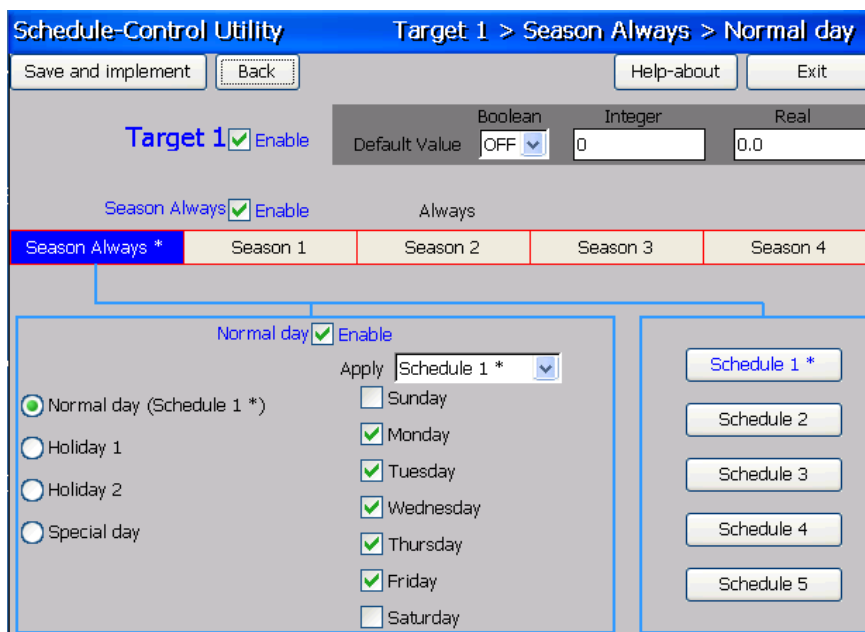 Schedule-Control Utility Target 1 > Season Always > Normal day
Save and implement Back Help-about Exit
Boolean Integer Real
Target 1 Enable Default Value OFF 0 0.0
Season Always Enable Always
Season Always * Season 1 Season 2 Season 3 Season 4
Normal day Enable
Apply Schedule 1 *
Normal day (Schedule 1 *)
Holiday 1
Holiday 2
Special day
Sunday
Monday
Tuesday
Wednesday
Thursday
Friday
Saturday
Schedule 1 *
Schedule 2
Schedule 3
Schedule 4
Schedule 5